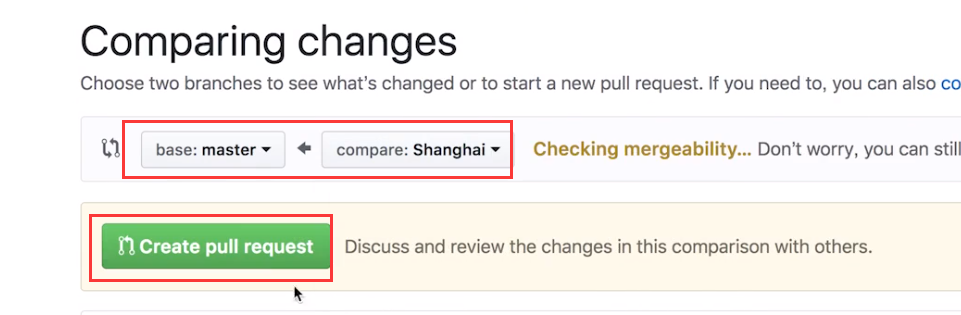 Comparing changes
Choose two branches to see what's changed or to start a new pull request. If you need to, you can also co
base: master compare: Shanghai Checking mergeability... Don't worry, you can still
Create pull request Discuss and review the changes in this comparison with others.